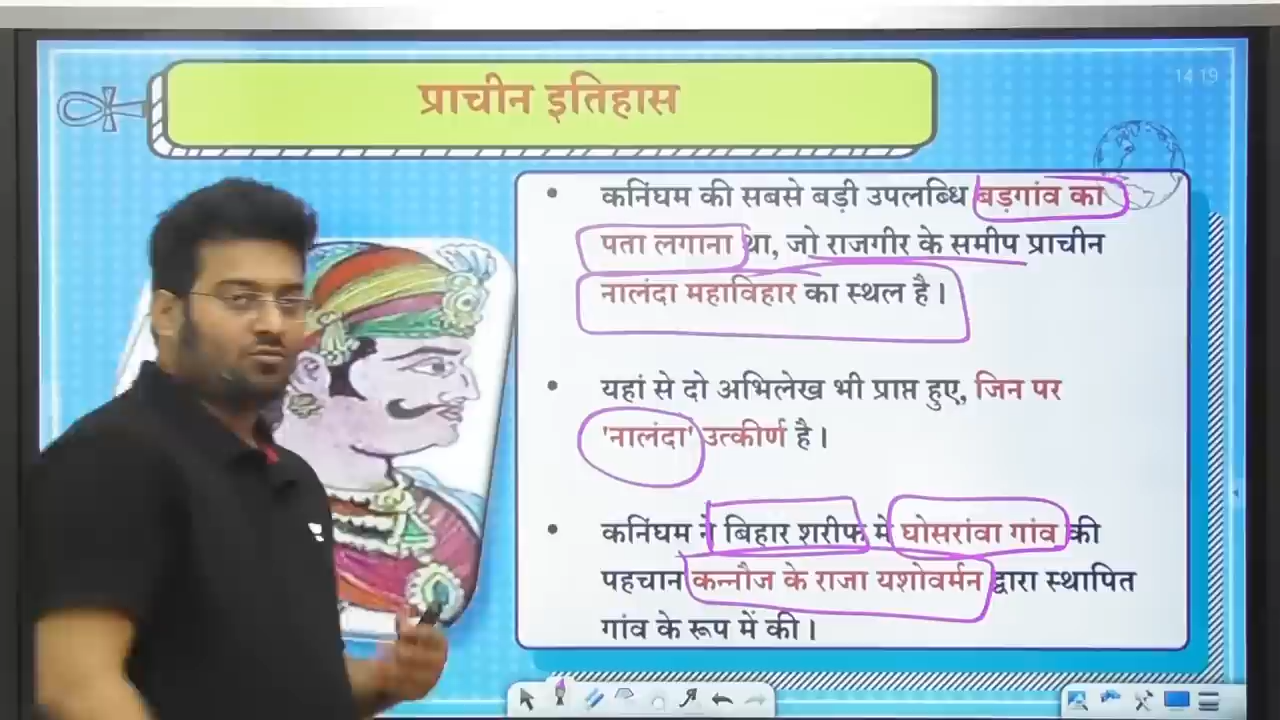 14 19
प्राचीन इतिहास
• कनिंघम की सबसे बड़ी उपलब्धि बड़गांव का
पता लगाना था, जो राजगीर के समीप प्राचीन
नालंदा महाविहार का स्थल है।
• यहां से दो अभिलेख भी प्राप्त हुए, जिन पर
'नालंदा' उत्कीर्ण है।
• कनिंघम ने बिहार शरीफ में घोसरांवा गांव की
पहचान कन्नौज के राजा यशोवर्मन द्वारा स्थापित
गांव के रूप में की।